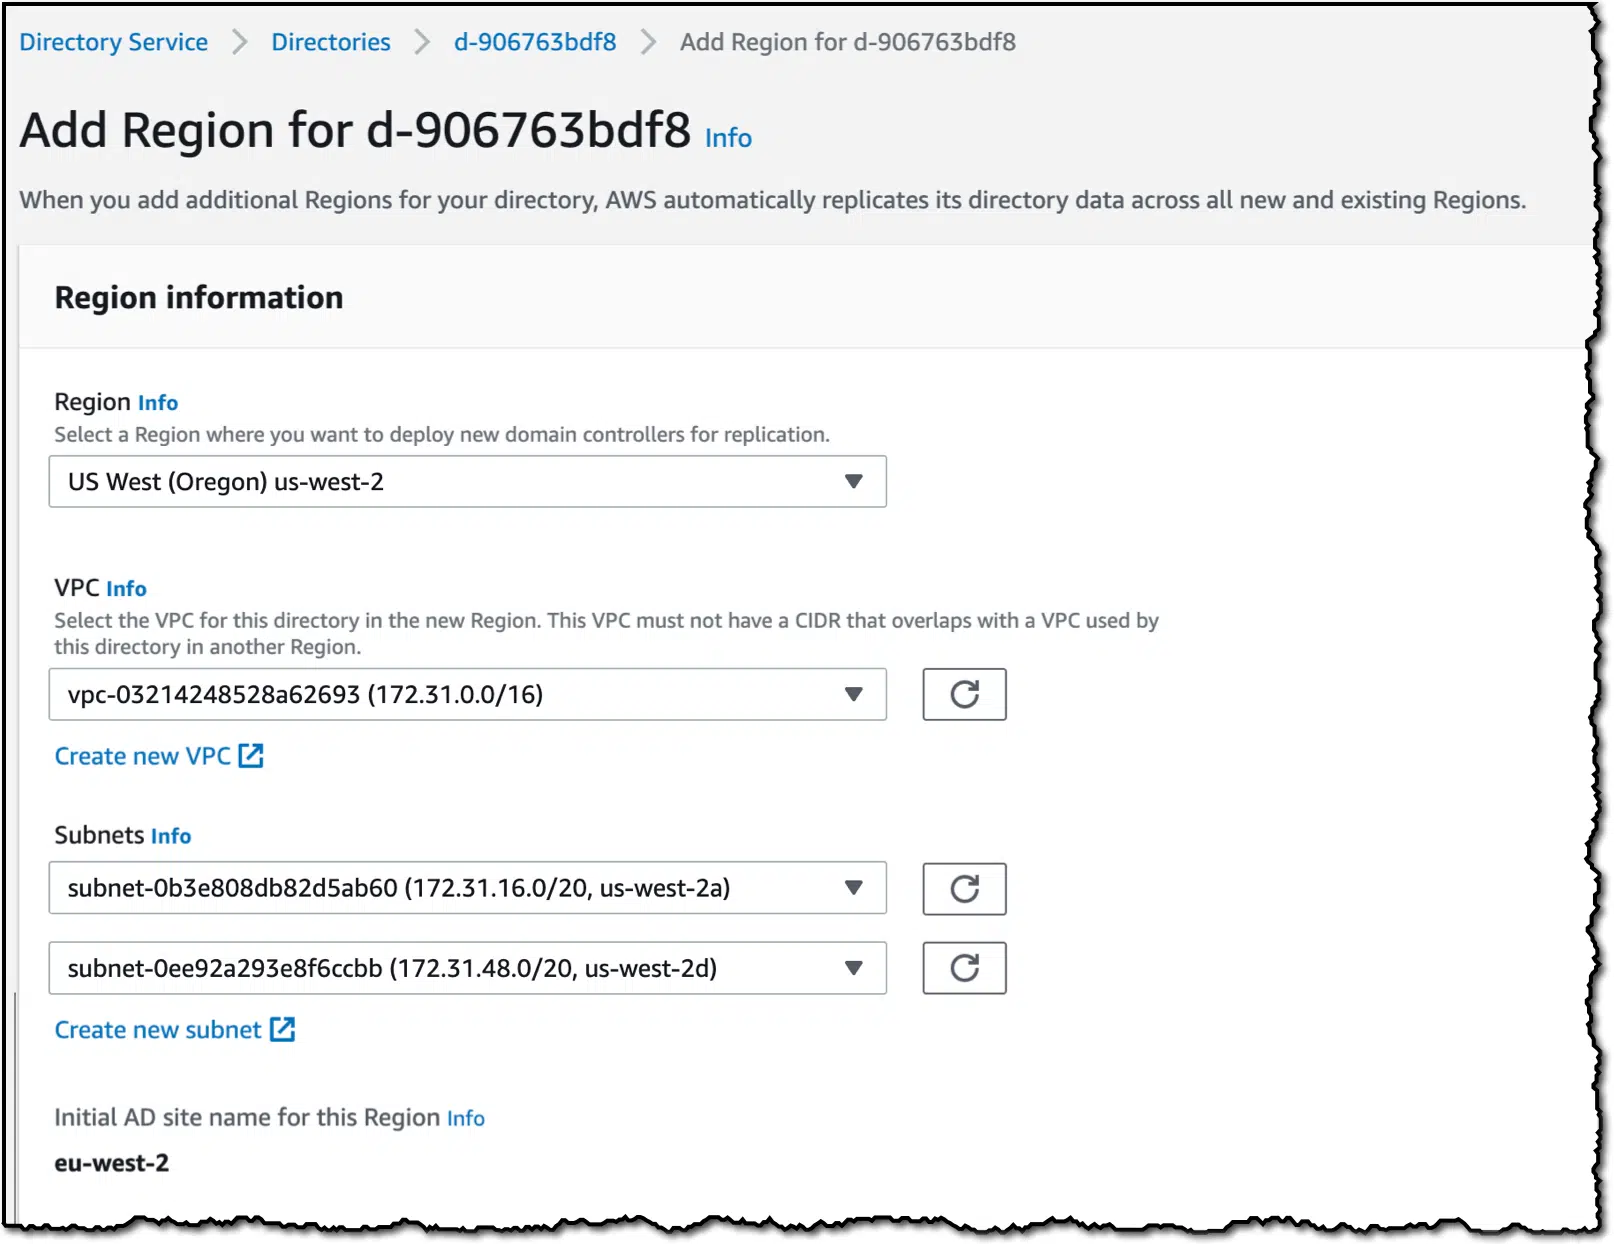 Directory Service > Directories > d-906763bdf8 > Add Region for d-906763bdf8
Add Region for d-906763bdf8 Info
When you add additional Regions for your directory, AWS automatically replicates its directory data across all new and existing Regions.
Region information
Region Info
Select a Region where you want to deploy new domain controllers for replication.
US West (Oregon) us-west-2
VPC Info
Select the VPC for this directory in the new Region. This VPC must not have a CIDR that overlaps with a VPC used by
this directory in another Region.
vpc-03214248528a62693 (172.31.0.0/16)
Create new VPC
Subnets Info
subnet-0b3e808db82d5ab60 (172.31.16.0/20, us-west-2a)
subnet-0ee92a293e8f6ccbb (172.31.48.0/20, us-west-2d)
Create new subnet
Initial AD site name for this Region Info
eu-west-2